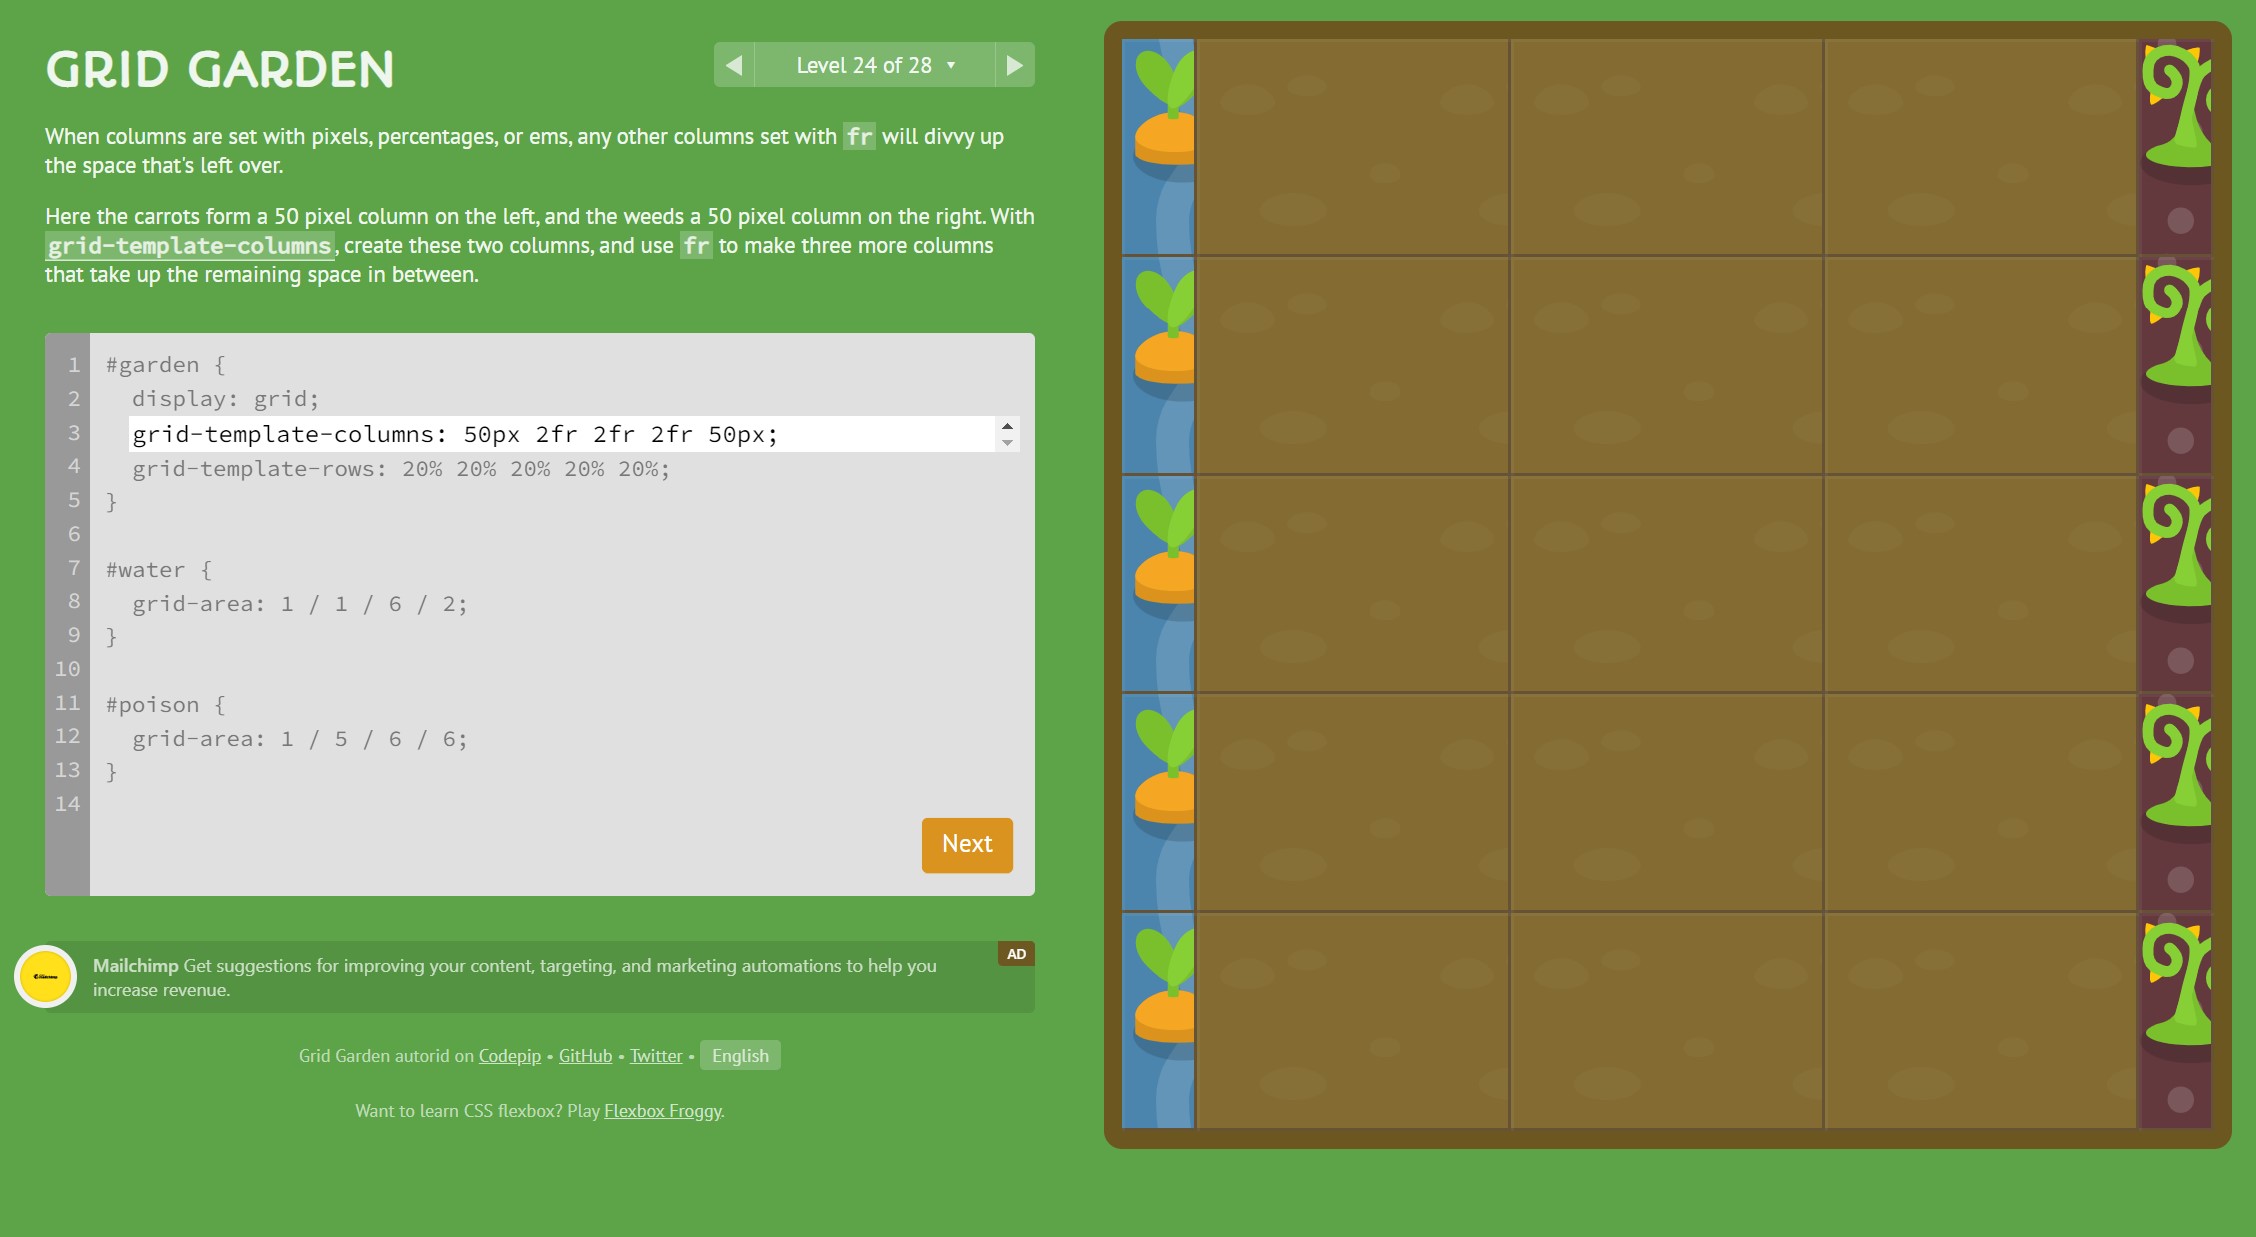 GRID GARDEN
Level 24 of 28 ▼
When columns are set with pixels, percentages, or ems, any other columns set with fr will divvy up
the space that's left over.
Here the carrots form a 50 pixel column on the left, and the weeds a 50 pixel column on the right. With
grid-template-columns, create these two columns, and use fr to make three more columns
that take up the remaining space in between.
1 #garden {
2 display: grid;
3 grid-template-columns: 50px 2fr 2fr 2fr 50px;
4 grid-template-rows: 20% 20% 20% 20% 20%;
5 }
6
7 #water {
8 grid-area: 1 / 1 / 6 / 2;
9 }
10
11 #poison {
12 grid-area: 1 / 5 / 6 / 6;
13 }
14
Next
AD
Mailchimp Get suggestions for improving your content, targeting, and marketing automations to help you
increase revenue.
Grid Garden autorid on Codepip • GitHub • Twitter • English
Want to learn CSS flexbox? Play Flexbox Froggy.